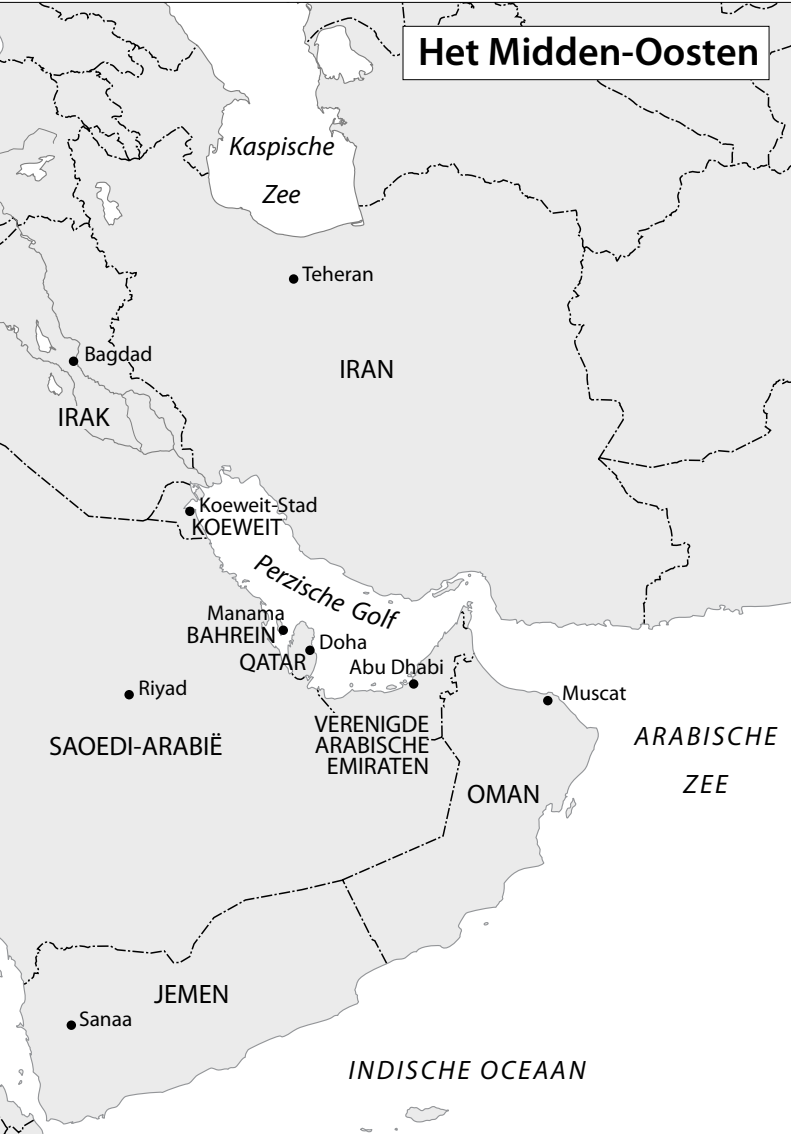 Het Midden-Oosten
Kaspische
Zee
Teheran
Bagdad
IRAN
IRAK
Koeweit-Stad
KOEWEIT
Perzische Golf
Manama
BAHREIN
Doha
QATAR
Abu Dhabi
Riyad
Muscat
VERENIGDE
ARABISCHE
EMIRATEN
SAOEDI-ARABIË
ARABISCHE
ZEE
OMAN
JEMEN
Sanaa
INDISCHE OCEAAN